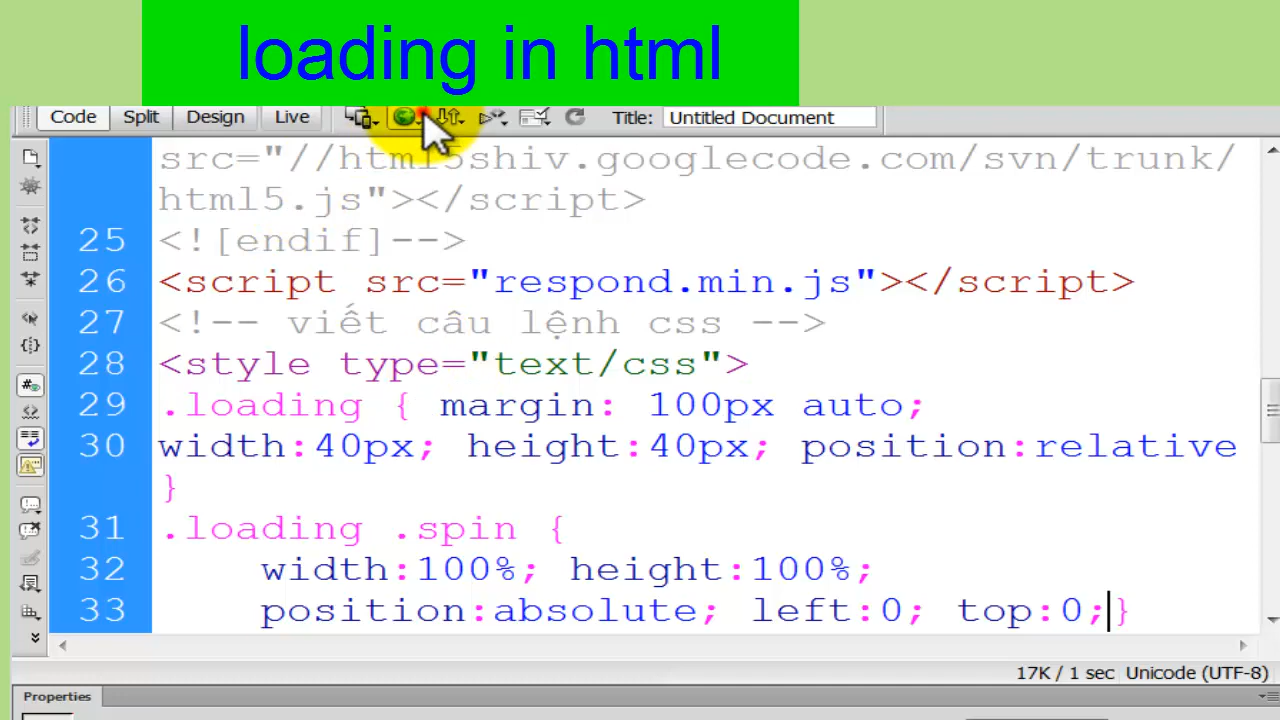 loading in html
Code Split Design Live Title: Untitled Document
src="//html5shiv.googlecode.com/svn/trunk/
html5.js"></script>
25 <![endif]-->
26 <script src="respond.min.js"></script>
27 <!-- viết câu lệnh css -->
28 <style type="text/css">
29 .loading { margin: 100px auto;
30 width:40px; height:40px; position:relative
}
31 .loading .spin {
32 width:100%; height:100%;
33 position:absolute; left:0; top:0;}
17K / 1 sec Unicode (UTF-8)
Properties